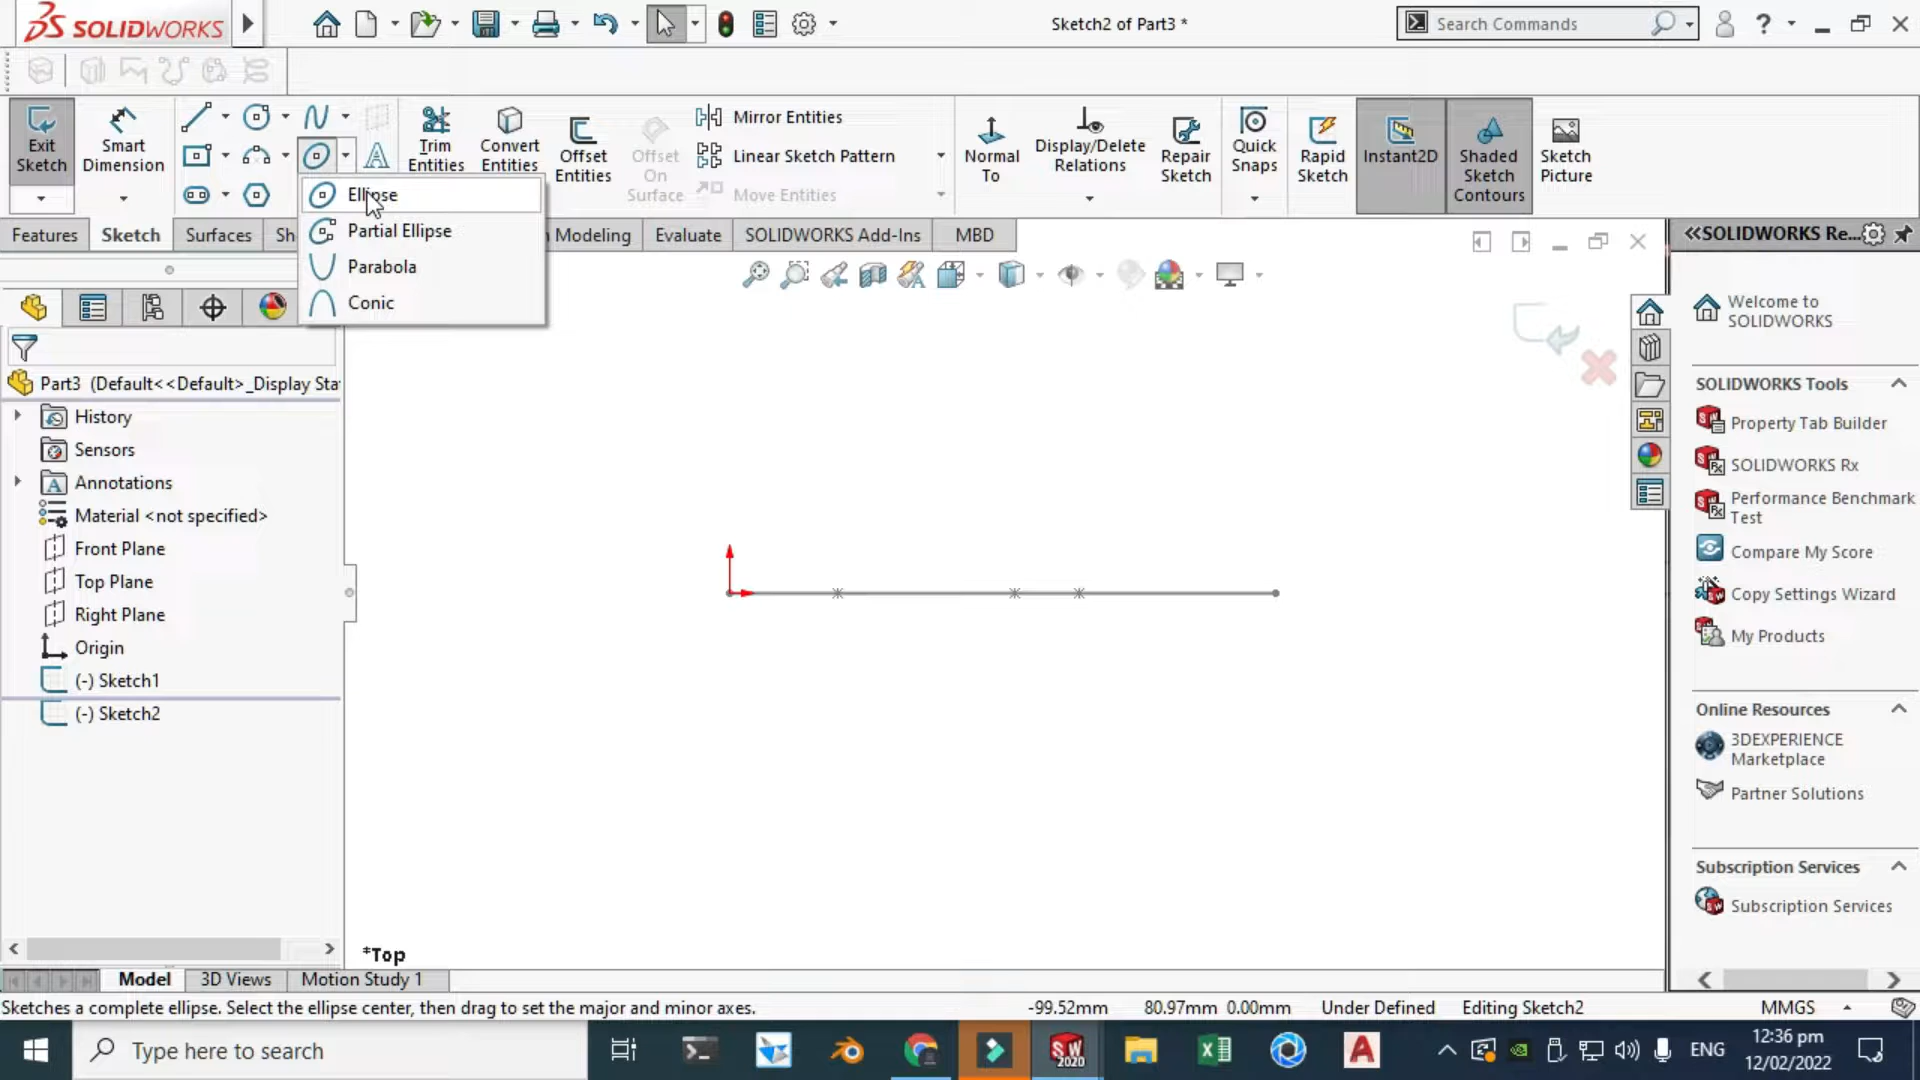 SOLIDWORKS
Sketch2 of Part3 *
Search Commands
?
Exit Sketch
Smart Dimension
Trim Entities
Convert Entities
Offset Entities
Offset On Surface
Mirror Entities
Linear Sketch Pattern
Move Entities
Normal To
Display/Delete Relations
Repair Sketch
Quick Snaps
Rapid Sketch
Instant2D
Shaded Sketch Contours
Sketch Picture
Ellipse
Partial Ellipse
Parabola
Conic
Features
Sketch
Surfaces
Sh
Modeling
Evaluate
SOLIDWORKS Add-Ins
MBD
Part3 (Default<<Default>_Display Sta
History
Sensors
Annotations
Material <not specified>
Front Plane
Top Plane
Right Plane
Origin
(-) Sketch1
(-) Sketch2
*Top
SOLIDWORKS Re...
Welcome to
SOLIDWORKS
SOLIDWORKS Tools
Property Tab Builder
SOLIDWORKS Rx
Performance Benchmark
Test
Compare My Score
Copy Settings Wizard
My Products
Online Resources
3DEXPERIENCE
Marketplace
Partner Solutions
Subscription Services
Subscription Services
Model
3D Views
Motion Study 1
Sketches a complete ellipse. Select the ellipse center, then drag to set the major and minor axes.
-99.52mm
80.97mm 0.00mm
Under Defined
Editing Sketch2
MMGS
Type here to search
SW
2020
ENG
12:36 pm
12/02/2022